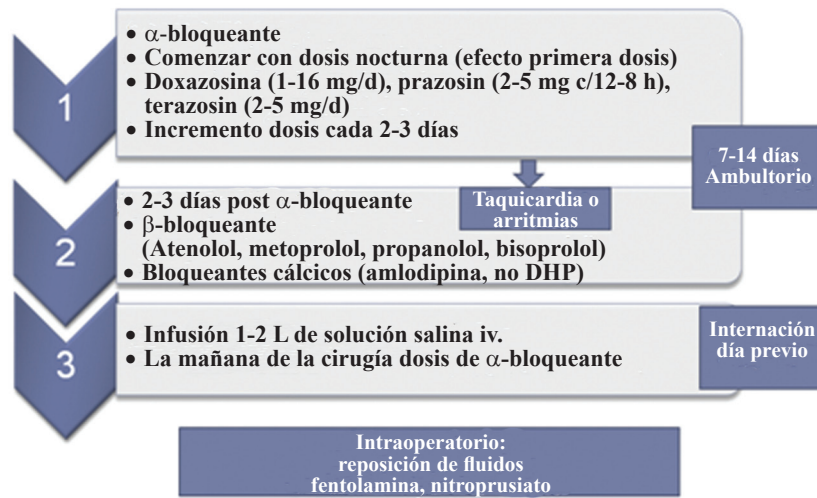 1
• α-bloqueante
• Comenzar con dosis nocturna (efecto primera dosis)
• Doxazosina (1-16 mg/d), prazosin (2-5 mg c/12-8 h),
terazosin (2-5 mg/d)
• Incremento dosis cada 2-3 días
7-14 días
Ambultorio
Taquicardia o
arritmias
2
• 2-3 días post α-bloqueante
• β-bloqueante
(Atenolol, metoprolol, propanolol, bisoprolol)
• Bloqueantes cálcicos (amlodipina, no DHP)
3
• Infusión 1-2 L de solución salina iv.
• La mañana de la cirugía dosis de α-bloqueante
Internación
día previo
Intraoperatorio:
reposición de fluidos
fentolamina, nitroprusiato